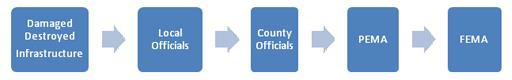 Damaged
Destroyed
Infrastructure
Local
Officials
County
Officials
PEMA
FEMA